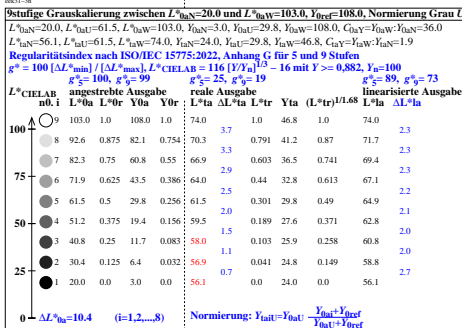 9stufige Grauskalierung zwischen L*0aN=20.0 und L*0aW=103.0, Y0ref=108.0, Normierung Grau U
L*0aN=20.0, L*0aU=61.5, L*0aW=103.0, Y0aN=3.0, Y0aU=29.8, Y0aW=108.0, C0aY=Y0aW:Y0aN=36.0
L*taN=56.1, L*taU=61.5, L*taW=74.0, YtaN=24.0, YtaU=29.8, YtaW=46.8, CtaY=YtaW:YtaN=1.9
Regularitätsindex nach ISO/IEC 15775:2022, Anhang G für 5 und 9 Stufen
g* = 100 [ΔL*min] / [ΔL*max], L*CIELAB = 116 [Y/Yn]1/3 − 16 mit Y >= 0,882, Yn=100
g*5= 100, g*9= 99 g*5= 25, g*9= 19 g*5= 89, g*9= 73
L*CIELAB angestrebte Ausgabe reale Ausgabe linearisierte Ausgabe
n0. i L*0a L*0r Y0a Y0r L*ta ΔL*ta L*tr Yta (L*tr)1/1.68 L*la ΔL*la
9 103.0 1.0 108.0 1.0 74.0 1.0 46.8 1.0 74.0
100 3.7 2.3
8 92.6 0.875 82.1 0.754 70.3 0.791 41.2 0.87 71.7
3.3 2.3
7 82.3 0.75 60.8 0.55 66.9 0.603 36.5 0.741 69.4
75 2.9 2.3
6 71.9 0.625 43.5 0.386 64.0 0.44 32.8 0.613 67.1
2.5 2.2
5 61.5 0.5 29.8 0.256 61.5 0.301 29.8 0.49 64.9
50 2.0 2.1
4 51.2 0.375 19.4 0.156 59.5 0.189 27.6 0.371 62.8
1.5 2.0
3 40.8 0.25 11.7 0.083 58.0 0.103 25.9 0.258 60.8
1.1 2.0
2 30.4 0.125 6.4 0.032 56.9 0.041 24.8 0.149 58.8
25 0.7 2.7
1 20.0 0.0 3.0 0.0 56.1 0.0 24.0 0.0 56.1
0 ΔL*0a=10.4 (i=1,2,...,8) Normierung: YtaiU=Y0aU (Y0ai+Y0ref)/(Y0aU+Y0ref)